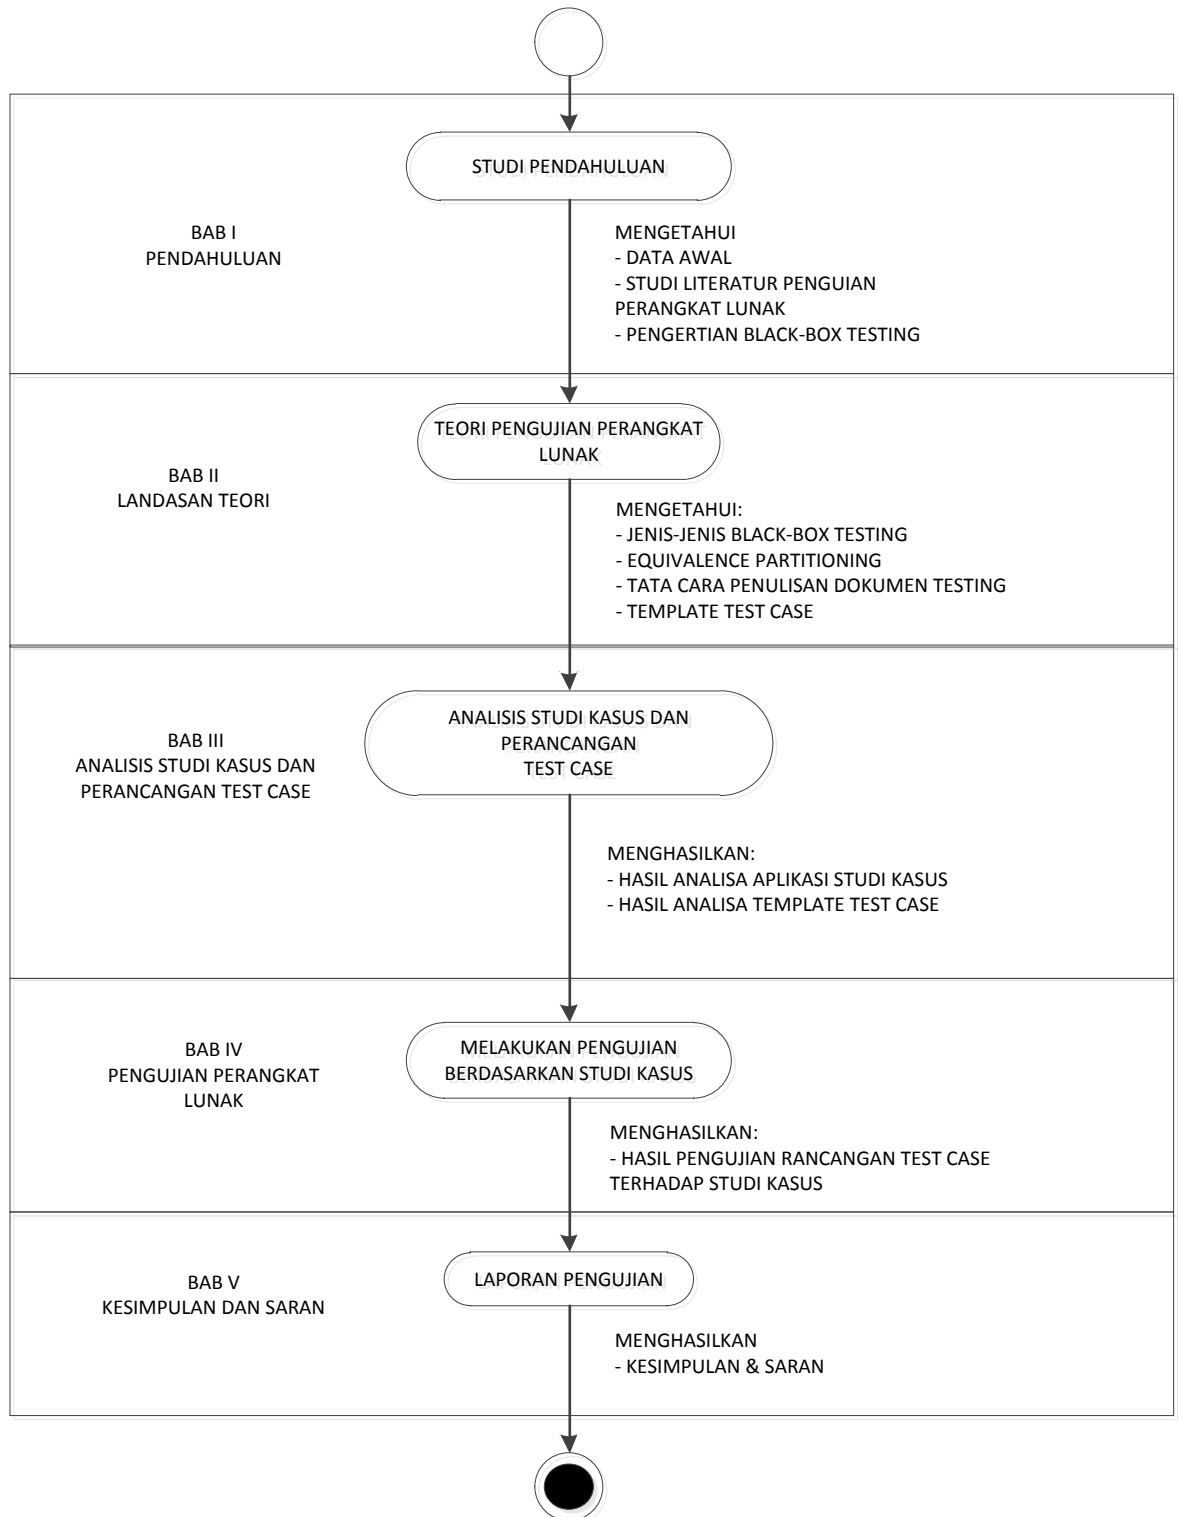 STUDI PENDAHULUAN
BAB I
PENDAHULUAN
MENGETAHUI
- DATA AWAL
- STUDI LITERATUR PENGUIAN
PERANGKAT LUNAK
- PENGERTIAN BLACK-BOX TESTING
TEORI PENGUJIAN PERANGKAT
LUNAK
BAB II
LANDASAN TEORI
MENGETAHUI:
- JENIS-JENIS BLACK-BOX TESTING
- EQUIVALENCE PARTITIONING
- TATA CARA PENULISAN DOKUMEN TESTING
- TEMPLATE TEST CASE
ANALISIS STUDI KASUS DAN
PERANCANGAN
TEST CASE
BAB III
ANALISIS STUDI KASUS DAN
PERANCANGAN TEST CASE
MENGHASILKAN:
- HASIL ANALISA APLIKASI STUDI KASUS
- HASIL ANALISA TEMPLATE TEST CASE
MELAKUKAN PENGUJIAN
BERDASARKAN STUDI KASUS
BAB IV
PENGUJIAN PERANGKAT
LUNAK
MENGHASILKAN:
- HASIL PENGUJIAN RANCANGAN TEST CASE
TERHADAP STUDI KASUS
LAPORAN PENGUJIAN
BAB V
KESIMPULAN DAN SARAN
MENGHASILKAN
- KESIMPULAN & SARAN